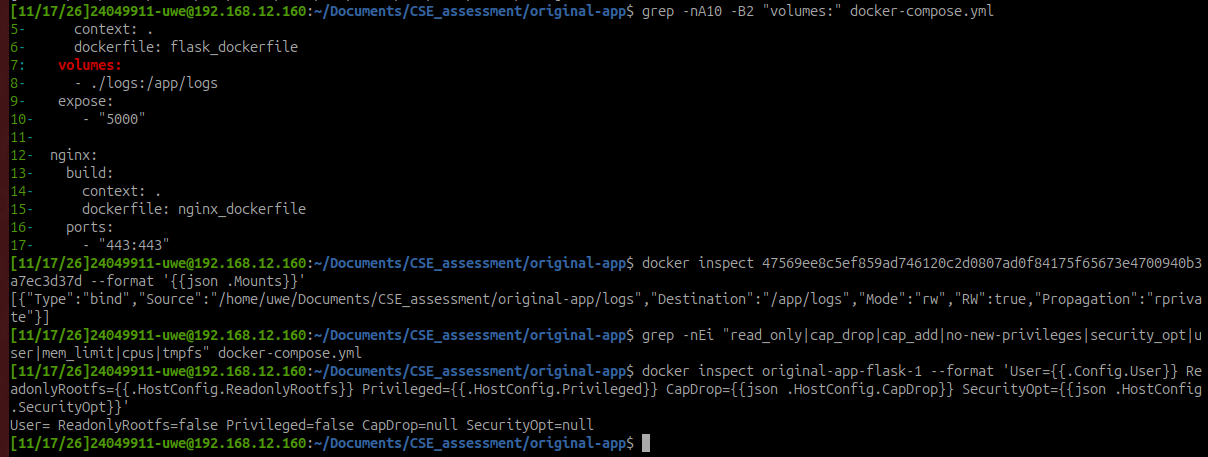 [11/17/26]24049911-uwe@192.168.12.160:~/Documents/CSE_assessment/original-app$ grep -nA10 -B2 "volumes:" docker-compose.yml
5-      context: .
6-      dockerfile: flask_dockerfile
7:    volumes:
8-      - ./logs:/app/logs
9-    expose:
10-      - "5000"
11-
12-  nginx:
13-    build:
14-      context: .
15-      dockerfile: nginx_dockerfile
16-    ports:
17-      - "443:443"
[11/17/26]24049911-uwe@192.168.12.160:~/Documents/CSE_assessment/original-app$ docker inspect 47569ee8c5ef859ad746120c2d0807ad0f84175f65673e4700940b3
a7ec3d37d --format '{{json .Mounts}}'
[{"Type":"bind","Source":"/home/uwe/Documents/CSE_assessment/original-app/logs","Destination":"/app/logs","Mode":"rw","RW":true,"Propagation":"rpriva
te"}]
[11/17/26]24049911-uwe@192.168.12.160:~/Documents/CSE_assessment/original-app$ grep -nEi "read_only|cap_drop|cap_add|no-new-privileges|security_opt|u
ser|mem_limit|cpus|tmpfs" docker-compose.yml
[11/17/26]24049911-uwe@192.168.12.160:~/Documents/CSE_assessment/original-app$ docker inspect original-app-flask-1 --format 'User={{.Config.User}} Re
adonlyRootfs={{.HostConfig.ReadonlyRootfs}} Privileged={{.HostConfig.Privileged}} CapDrop={{json .HostConfig.CapDrop}} SecurityOpt={{json .HostConfig
.SecurityOpt}}'
User= ReadonlyRootfs=false Privileged=false CapDrop=null SecurityOpt=null
[11/17/26]24049911-uwe@192.168.12.160:~/Documents/CSE_assessment/original-app$